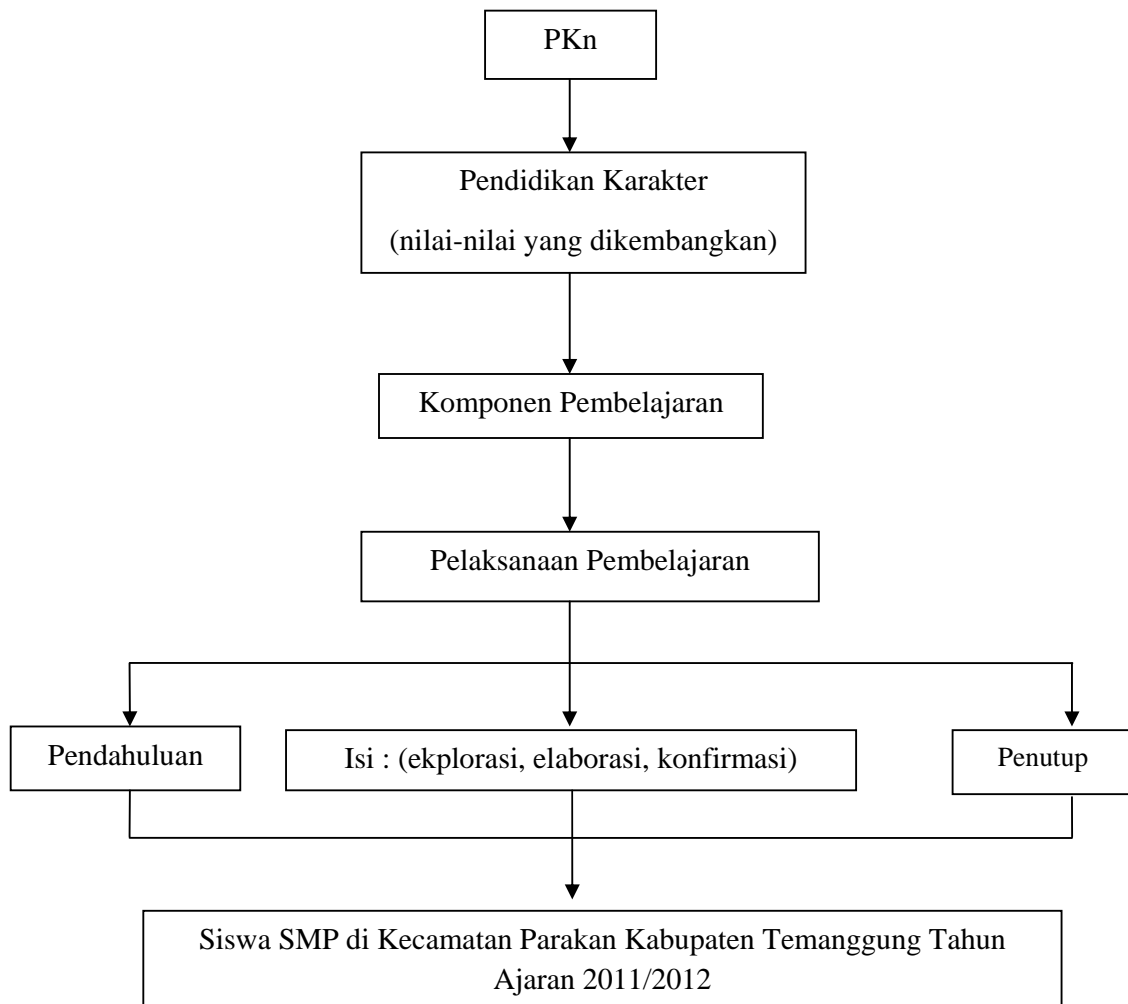 PKn
Pendidikan Karakter
(nilai-nilai yang dikembangkan)
Komponen Pembelajaran
Pelaksanaan Pembelajaran
Pendahuluan
Isi : (ekplorasi, elaborasi, konfirmasi)
Penutup
Siswa SMP di Kecamatan Parakan Kabupaten Temanggung Tahun
Ajaran 2011/2012